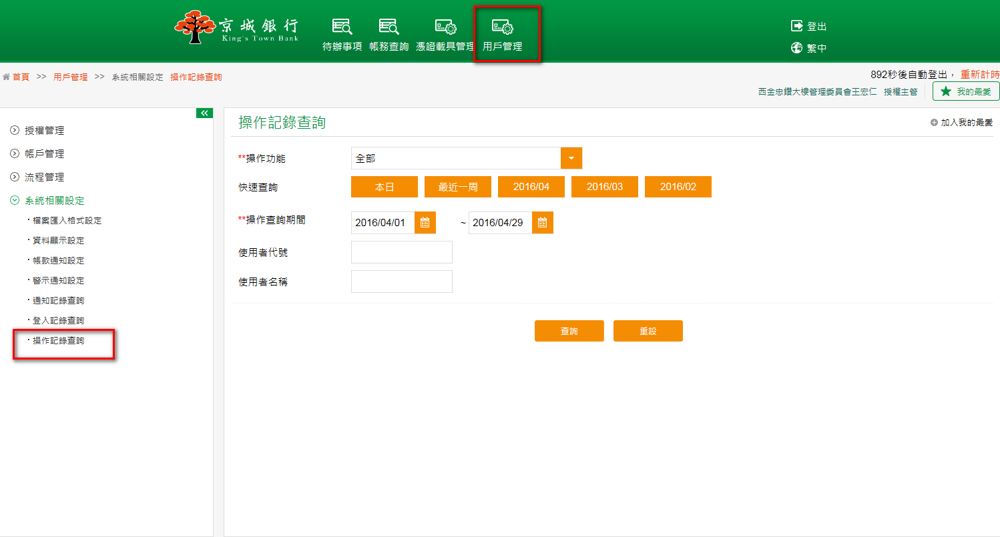 京城銀行
King's Town Bank
待辦事項 帳務查詢 憑證載具管理 用戶管理
登出
繁中
首頁 >> 用戶管理 >> 系統相關設定 操作記錄查詢
892秒後自動登出， 重新計時
西金忠鑽大樓管理委員會王宏仁 授權主管 我的最愛
授權管理
帳戶管理
流程管理
系統相關設定
・檔案匯入格式設定
・資料顯示設定
・帳款通知設定
・警示通知設定
・通知記錄查詢
・登入記錄查詢
・操作記錄查詢
操作記錄查詢
加入我的最愛
**操作功能 全部
快速查詢 本日 最近一周 2016/04 2016/03 2016/02
**操作查詢期間 2016/04/01 ~ 2016/04/29
使用者代號
使用者名稱
查詢 重設